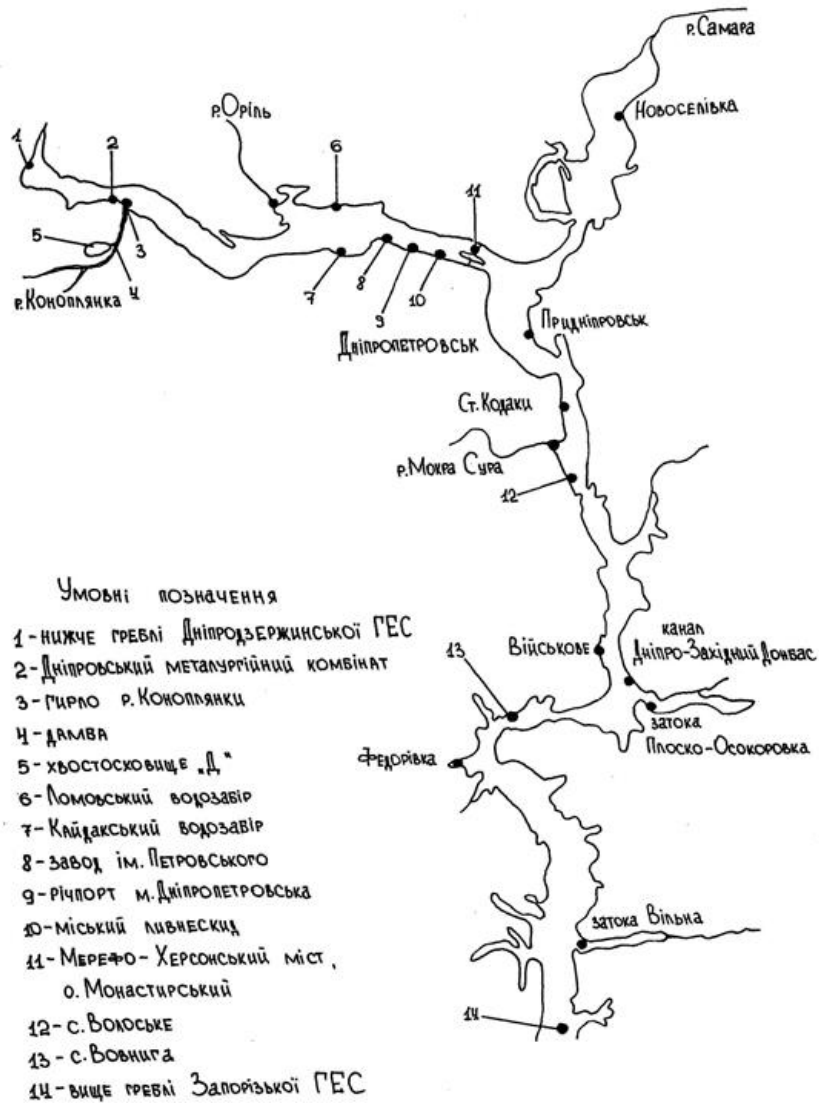 р.Самара
Новоселівка
р.Оріль
1
2
6
11
3
5
4
р.Коноплянка
7
8
9
10
Дніпропетровськ
Придніпровськ
Ст.Кодаки
р.Мокра Сура
12
Умовні позначення
1-нижче греблі Дніпродзержинської ГЕС
2-Дніпровський металургійний комбінат
3-гирло р.Коноплянки
4-дамва
5-хвостосховище „Д"
6-Ломовський водозабір
7-Кайдакський водозабір
8-завод ім.Петровського
9-річпорт м.Дніпропетровська
10-міський ливнескид
11-Мерефо-Херсонський міст,
о.Монастирський
12-с.Волоське
13-с.Вовнига
14-вище греблі Запорізької ГЕС
Військове
канал
Дніпро-Західний Донбас
13
затока
Плоско-Осокоровка
Федорівка
затока Вільна
14